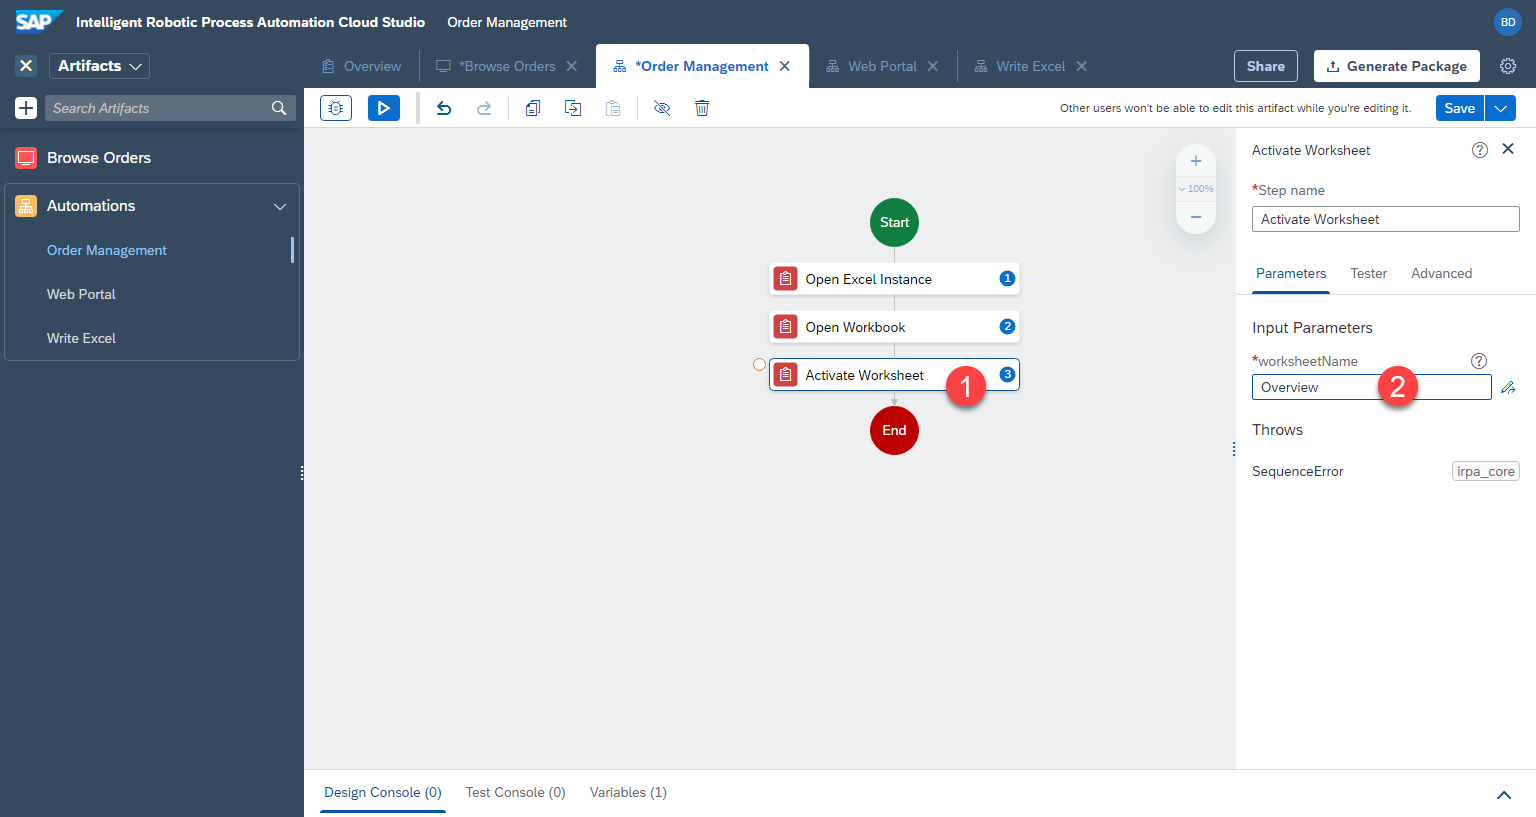 SAP Intelligent Robotic Process Automation Cloud Studio Order Management BD
Artifacts Overview *Browse Orders *Order Management Web Portal Write Excel Share Generate Package
Search Artifacts Other users won't be able to edit this artifact while you're editing it. Save
Browse Orders
Automations
Order Management
Web Portal
Write Excel
100%
Start
Open Excel Instance 1
Open Workbook 2
Activate Worksheet 1 3
End
Activate Worksheet ?
*Step name
Activate Worksheet
Parameters Tester Advanced
Input Parameters
*worksheetName ?
Overview 2
Throws
SequenceError irpa_core
Design Console (0) Test Console (0) Variables (1)